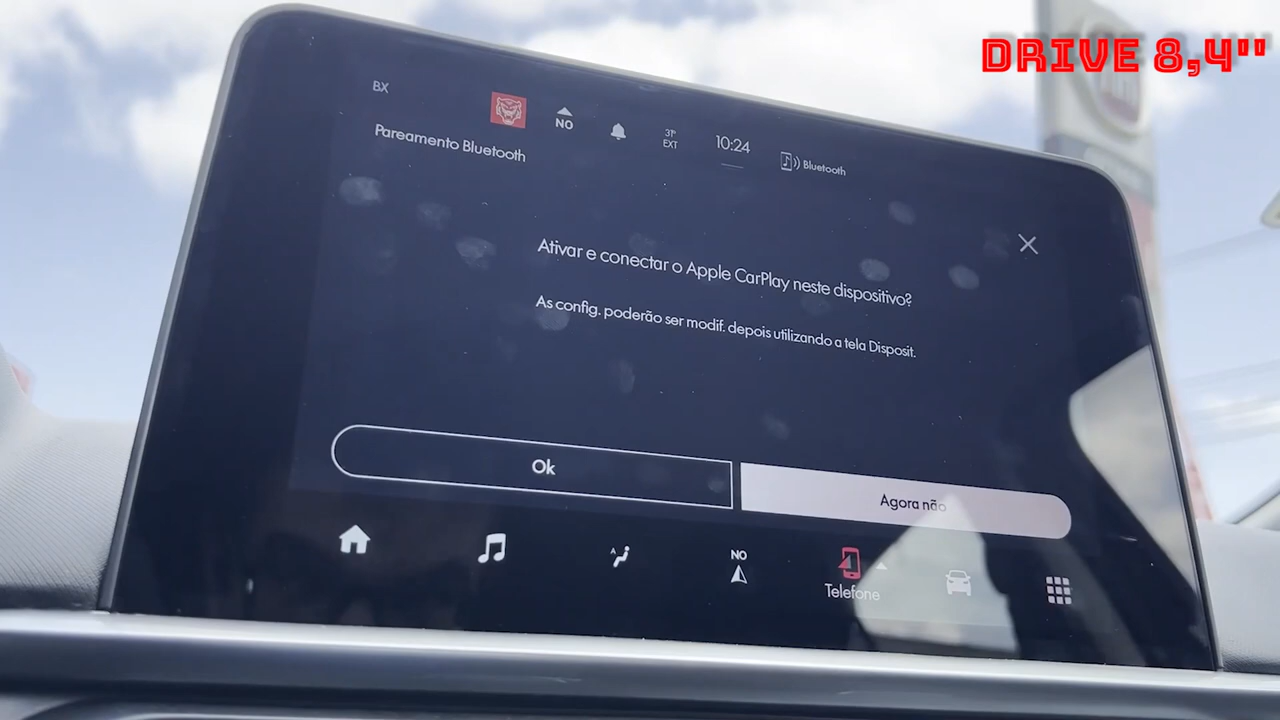 DRIVE 8,4"
BX
NO
31°
EXT
10:24
Bluetooth
Pareamento Bluetooth
Ativar e conectar o Apple CarPlay neste dispositivo?
As config. poderão ser modif. depois utilizando a tela Disposit.
Ok
Agora não
A
NO
Telefone